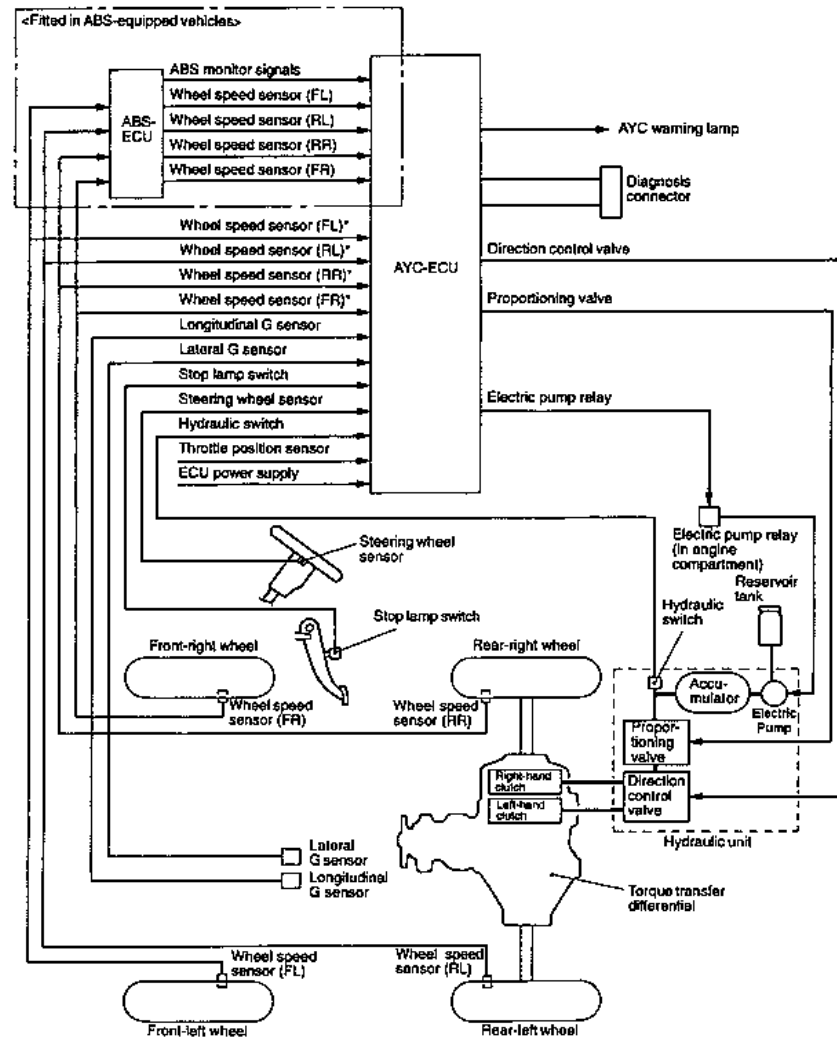 <Fitted in ABS-equipped vehicles>
ABS-
ECU
ABS monitor signals
Wheel speed sensor (FL)
Wheel speed sensor (RL)
Wheel speed sensor (RR)
Wheel speed sensor (FR)
Wheel speed sensor (FL)*
Wheel speed sensor (RL)*
Wheel speed sensor (RR)*
Wheel speed sensor (FR)*
Longitudinal G sensor
Lateral G sensor
Stop lamp switch
Steering wheel sensor
Hydraulic switch
Throttle position sensor
ECU power supply
AYC-ECU
AYC warning lamp
Diagnosis
connector
Direction control valve
Proportioning valve
Electric pump relay
Electric pump relay
(in engine
compartment)
Reservoir
tank
Hydraulic
switch
Steering wheel
sensor
Stop lamp switch
Front-right wheel
Rear-right wheel
Wheel speed
sensor (FR)
Wheel speed
sensor (RR)
Accu-
mulator
Electric
Pump
Propor-
tioning
valve
Direction
control
valve
Hydraulic unit
Right-hand
clutch
Left-hand
clutch
Lateral
G sensor
Longitudinal
G sensor
Torque transfer
differential
Wheel speed
sensor (FL)
Wheel speed
sensor (RL)
Front-left wheel
Rear-left wheel